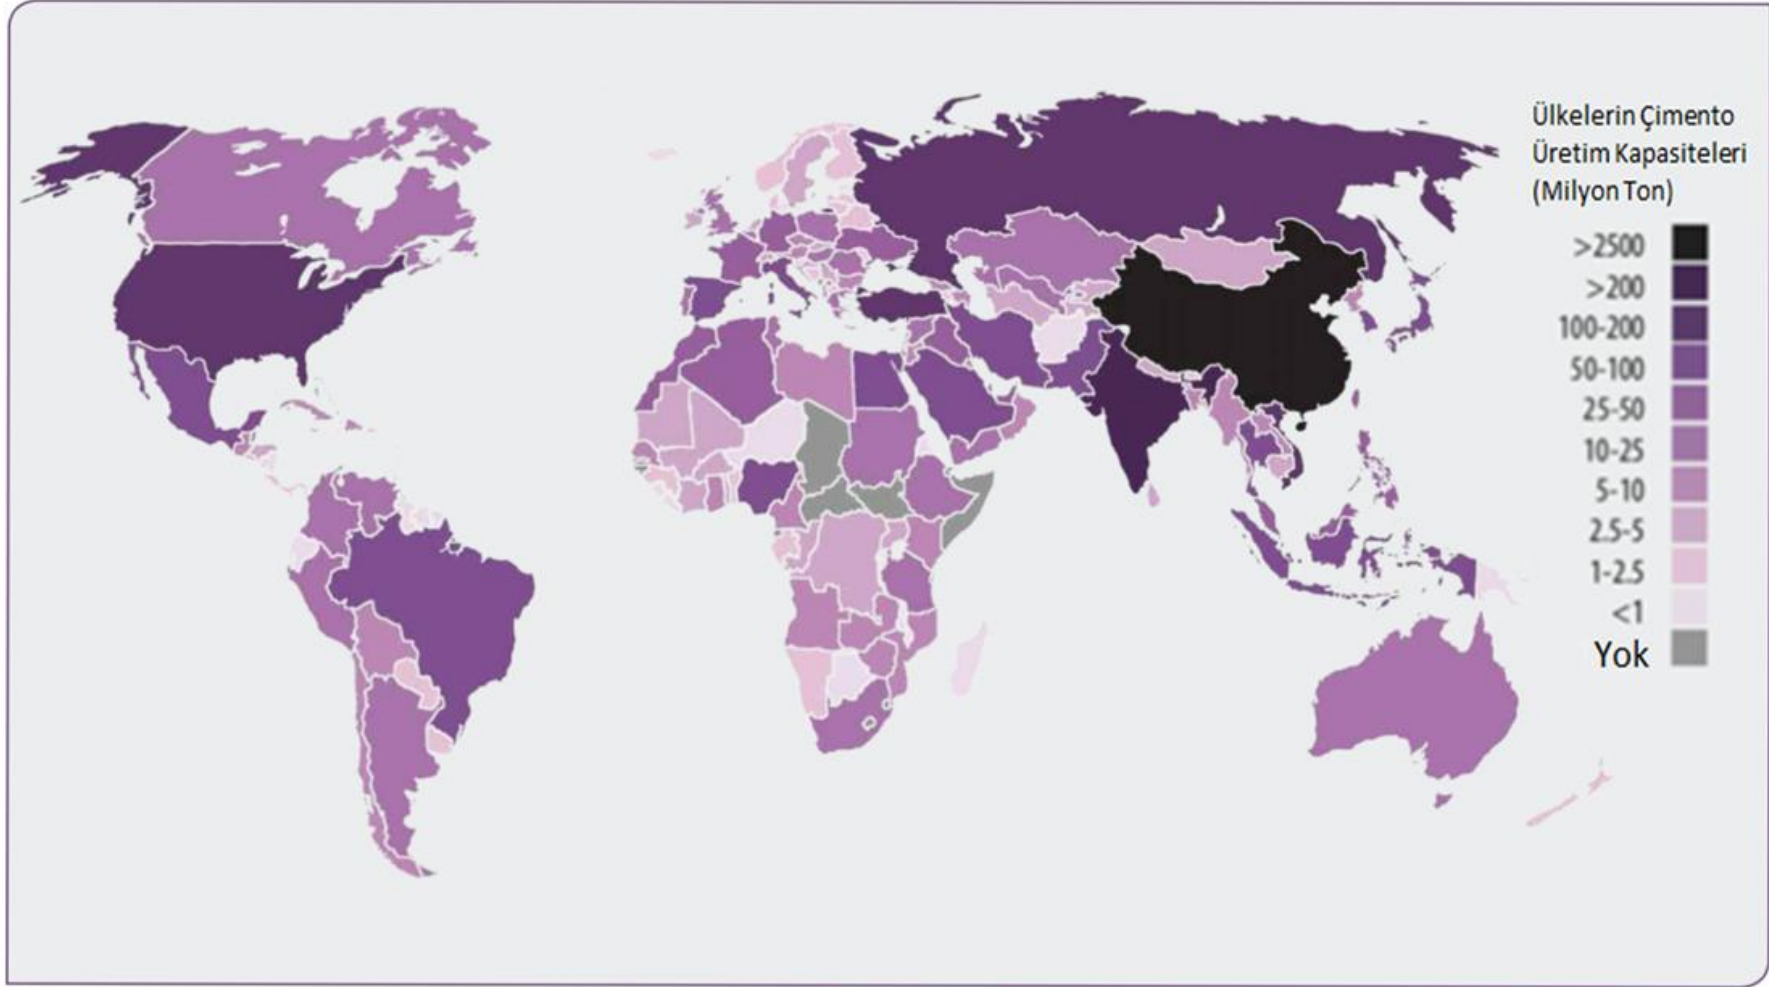 Ülkelerin Çimento
Üretim Kapasiteleri
(Milyon Ton)
>2500
>200
100-200
50-100
25-50
10-25
5-10
2.5-5
1-2.5
<1
Yok